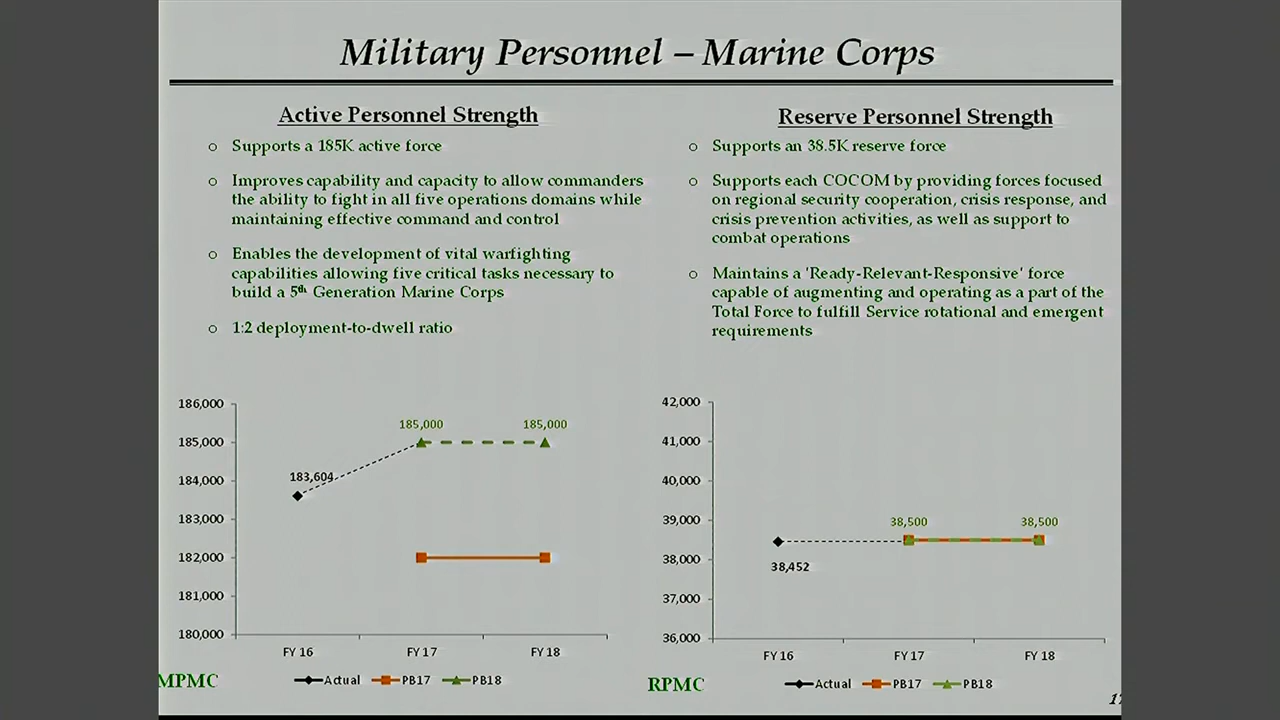 Military Personnel – Marine Corps
Active Personnel Strength
o Supports a 185K active force
o Improves capability and capacity to allow commanders
the ability to fight in all five operations domains while
maintaining effective command and control
o Enables the development of vital warfighting
capabilities allowing five critical tasks necessary to
build a 5th Generation Marine Corps
o 1:2 deployment-to-dwell ratio
Reserve Personnel Strength
o Supports an 38.5K reserve force
o Supports each COCOM by providing forces focused
on regional security cooperation, crisis response, and
crisis prevention activities, as well as support to
combat operations
o Maintains a 'Ready-Relevant-Responsive' force
capable of augmenting and operating as a part of the
Total Force to fulfill Service rotational and emergent
requirements
186,000
185,000
184,000
183,000
182,000
181,000
180,000
183,604
185,000
185,000
FY 16
FY 17
FY 18
MPMC
Actual
PB17
PB18
42,000
41,000
40,000
39,000
38,000
37,000
36,000
38,452
38,500
38,500
FY 16
FY 17
FY 18
RPMC
Actual
PB17
PB18